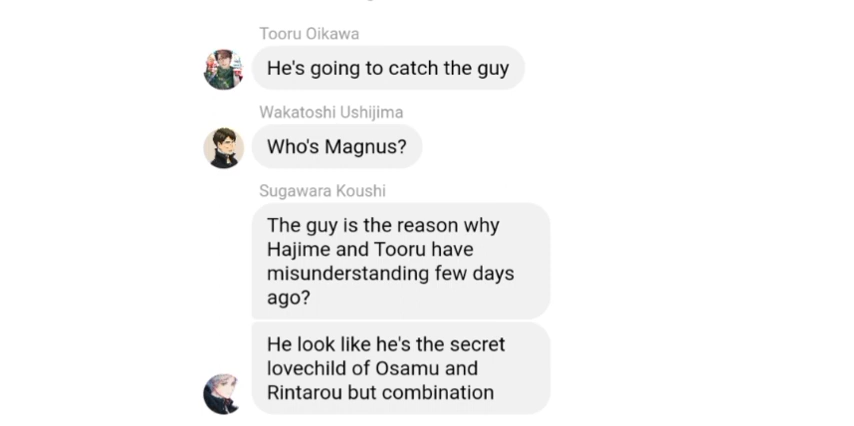 Tooru Oikawa
He's going to catch the guy
Wakatoshi Ushijima
Who's Magnus?
Sugawara Koushi
The guy is the reason why
Hajime and Tooru have
misunderstanding few days
ago?
He look like he's the secret
lovechild of Osamu and
Rintarou but combination